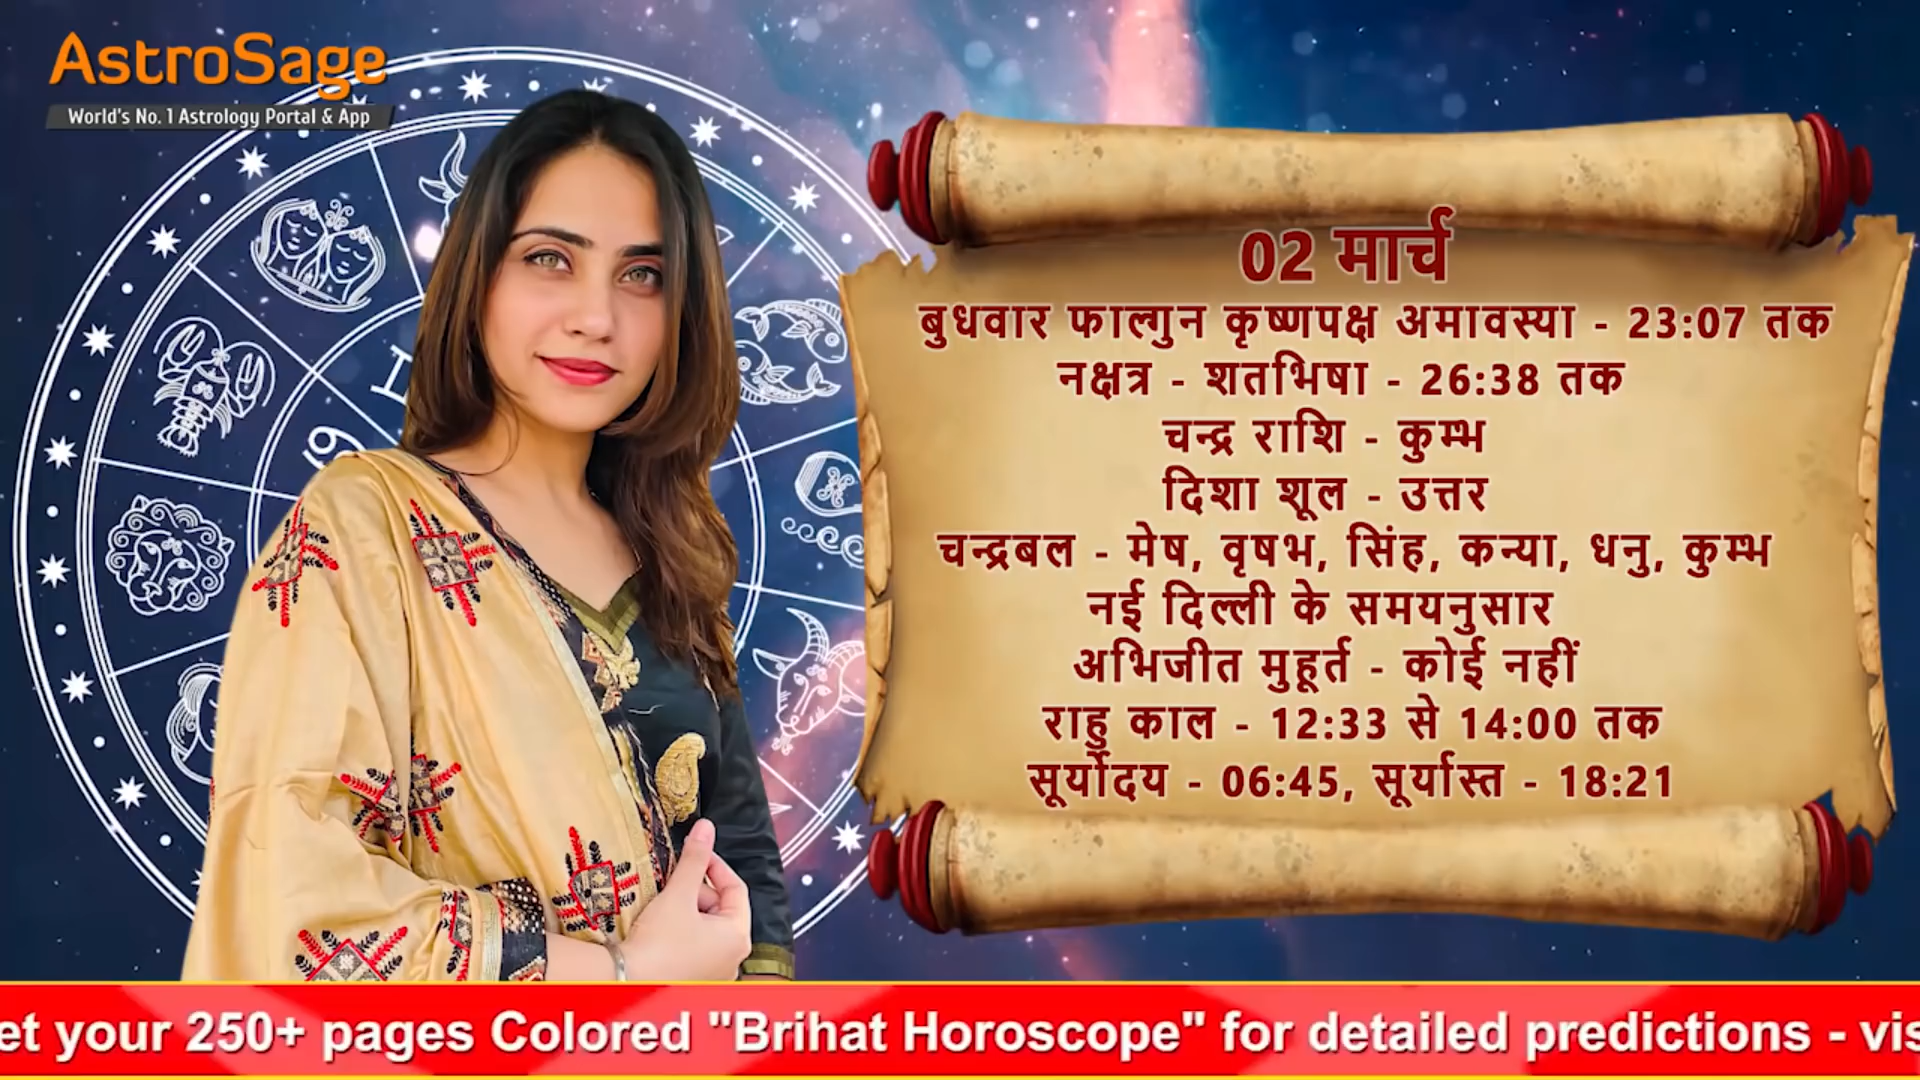 AstroSage
World's No. 1 Astrology Portal & App
02 मार्च
बुधवार फाल्गुन कृष्णपक्ष अमावस्या - 23:07 तक
नक्षत्र - शतभिषा - 26:38 तक
चन्द्र राशि - कुम्भ
दिशा शूल - उत्तर
चन्द्रबल - मेष, वृषभ, सिंह, कन्या, धनु, कुम्भ
नई दिल्ली के समयनुसार
अभिजीत मुहूर्त - कोई नहीं
राहु काल - 12:33 से 14:00 तक
सूर्योदय - 06:45, सूर्यास्त - 18:21
et your 250+ pages Colored "Brihat Horoscope" for detailed predictions - vis